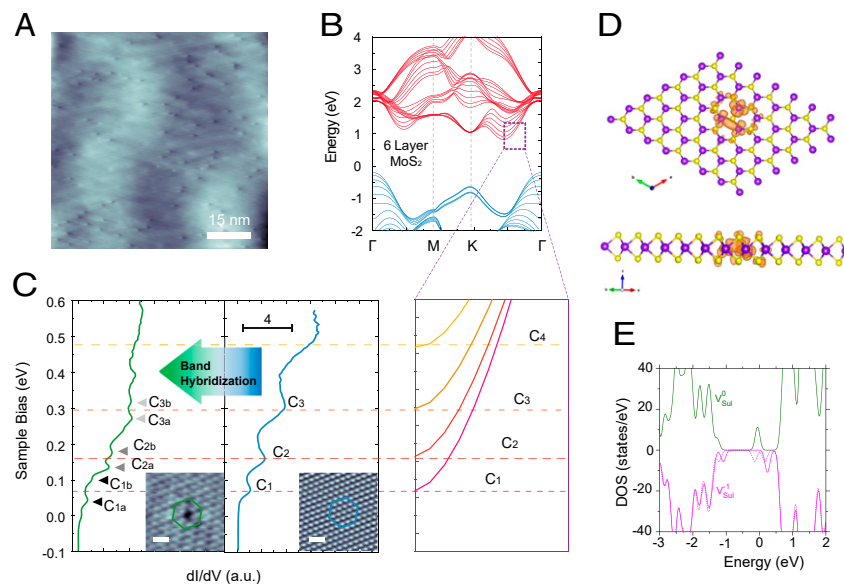 A
15 nm
B
Energy (eV)
4
3
2
1
0
-1
-2
6 Layer
MoS₂
Γ
M
K
Γ
C
Sample Bias (eV)
0.6
0.5
0.4
0.3
0.2
0.1
0.0
-0.1
Band
Hybridization
C3b
C3a
C2b
C2a
C1b
C1a
4
C3
C2
C1
dI/dV (a.u.)
C4
C3
C2
C1
D
E
DOS (states/eV)
40
20
0
-20
-40
V⁰Sul
V⁻¹Sul
-3
-2
-1
0
1
2
Energy (eV)